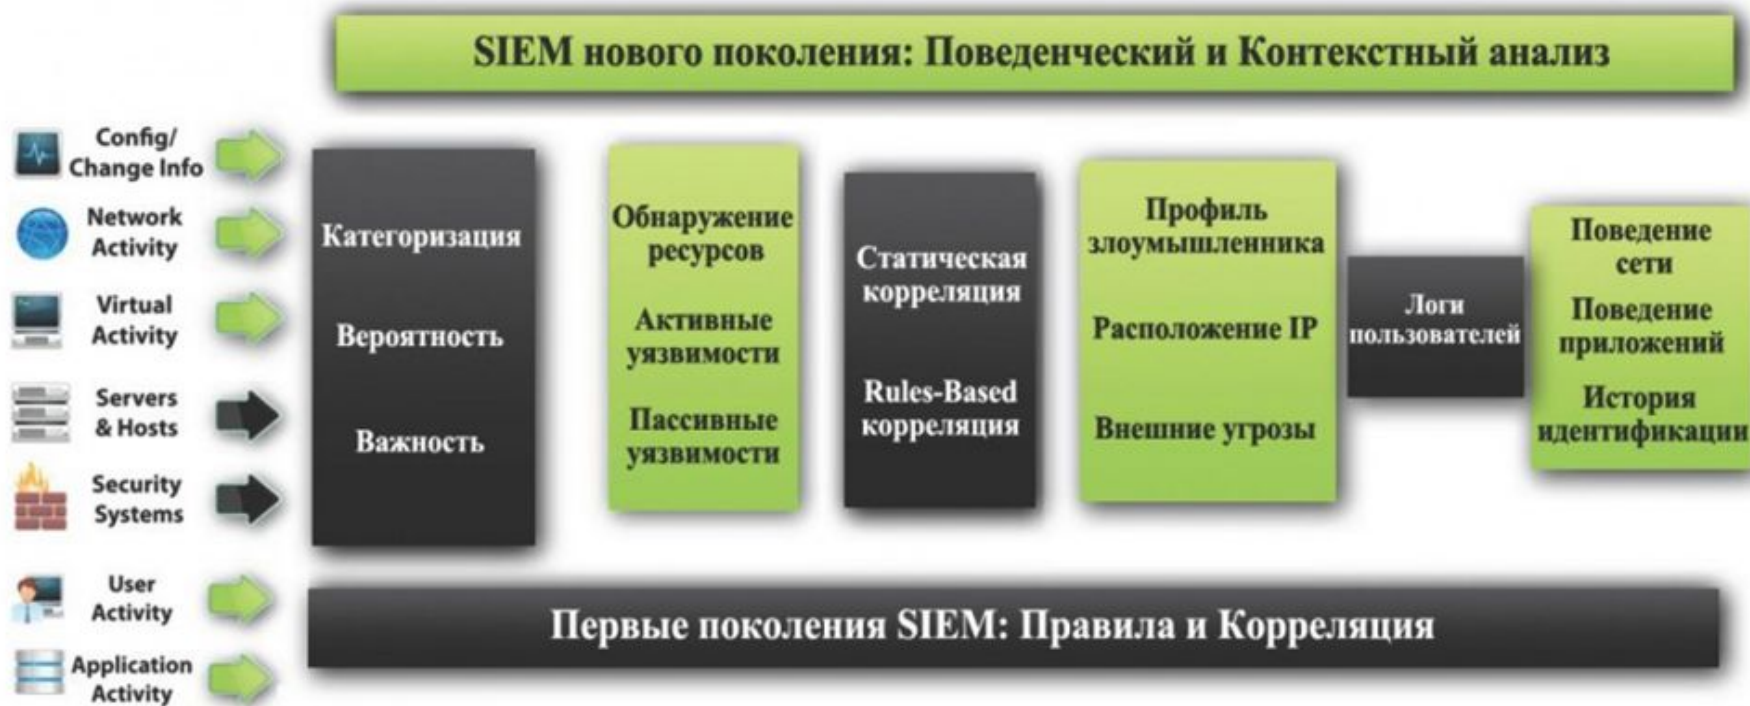 SIEM нового поколения: Поведенческий и Контекстный анализ
Config/
Change Info
Network
Activity
Virtual
Activity
Servers
& Hosts
Security
Systems
User
Activity
Application
Activity
Категоризация
Вероятность
Важность
Обнаружение
ресурсов
Активные
уязвимости
Пассивные
уязвимости
Статическая
корреляция
Rules-Based
корреляция
Профиль
злоумышленника
Расположение IP
Внешние угрозы
Логи
пользователей
Поведение
сети
Поведение
приложений
История
идентификации
Первые поколения SIEM: Правила и Корреляция